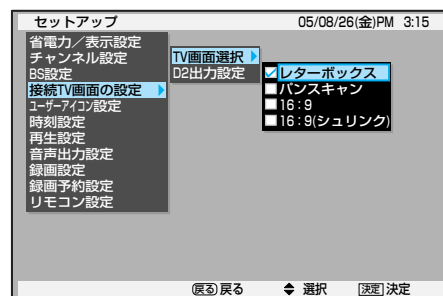 セットアップ 05/08/26(金)PM 3:15
省電力／表示設定
チャンネル設定
BS設定
接続TV画面の設定
ユーザーアイコン設定
時刻設定
再生設定
音声出力設定
録画設定
録画予約設定
リモコン設定
TV画面選択
D2出力設定
レターボックス
パンスキャン
16：9
16：9(シュリンク)
戻る 戻る 選択 決定 決定